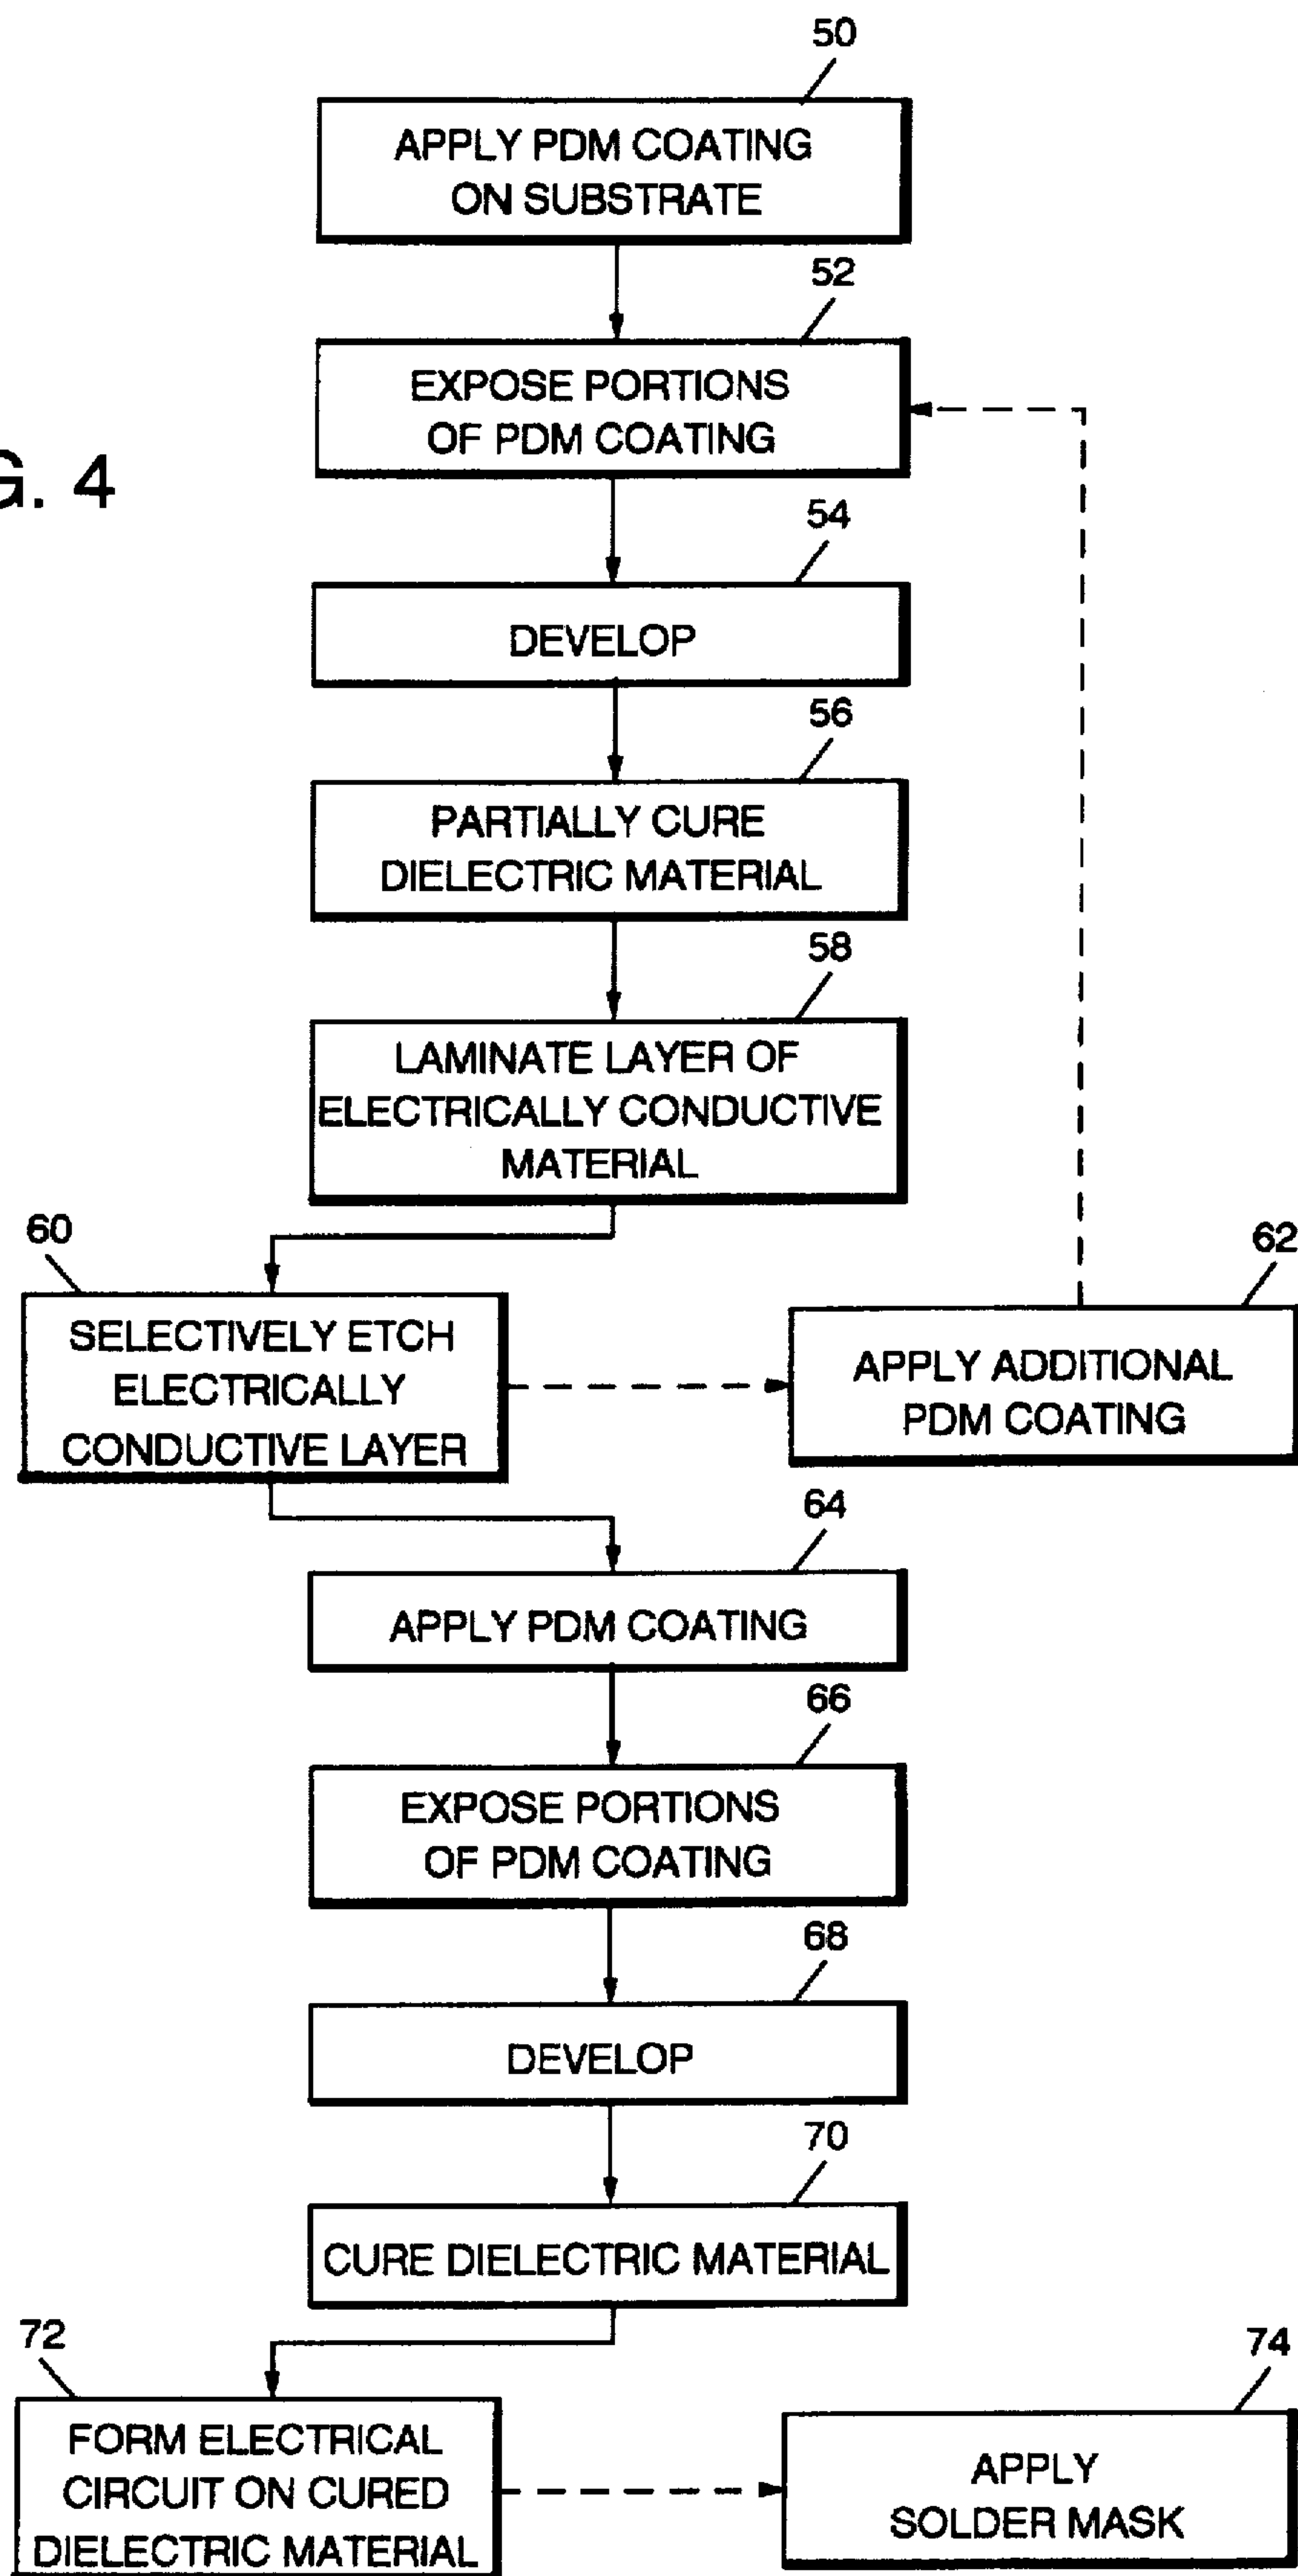 50
APPLY PDM COATING
ON SUBSTRATE
52
EXPOSE PORTIONS
OF PDM COATING
G. 4
54
DEVELOP
56
PARTIALLY CURE
DIELECTRIC MATERIAL
58
LAMINATE LAYER OF
ELECTRICALLY CONDUCTIVE
MATERIAL
60
SELECTIVELY ETCH
ELECTRICALLY
CONDUCTIVE LAYER
62
APPLY ADDITIONAL
PDM COATING
64
APPLY PDM COATING
66
EXPOSE PORTIONS
OF PDM COATING
68
DEVELOP
70
CURE DIELECTRIC MATERIAL
72
FORM ELECTRICAL
CIRCUIT ON CURED
DIELECTRIC MATERIAL
74
APPLY
SOLDER MASK